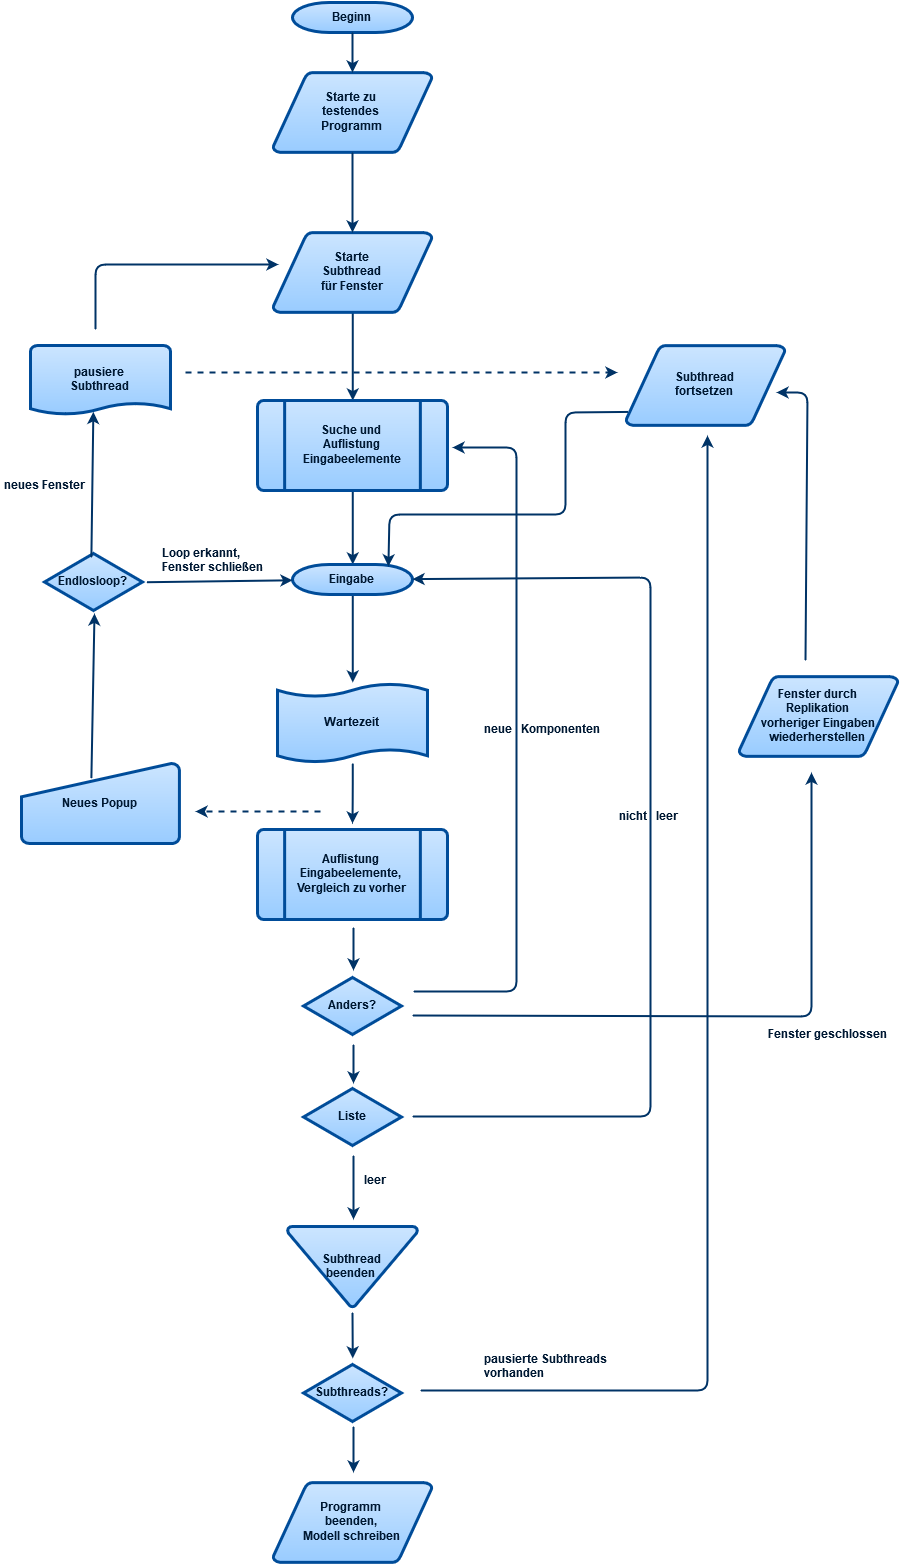 Beginn
Starte zu
testendes
Programm
Starte
Subthread
für Fenster
pausiere
Subthread
Subthread
fortsetzen
Suche und
Auflistung
Eingabeelemente
neues Fenster
Loop erkannt,
Fenster schließen
Endlosloop?
Eingabe
Fenster durch
Replikation
vorheriger Eingaben
wiederherstellen
Wartezeit
neue Komponenten
Neues Popup
nicht leer
Auflistung
Eingabeelemente,
Vergleich zu vorher
Anders?
Fenster geschlossen
Liste
leer
Subthread
beenden
pausierte Subthreads
vorhanden
Subthreads?
Programm
beenden,
Modell schreiben